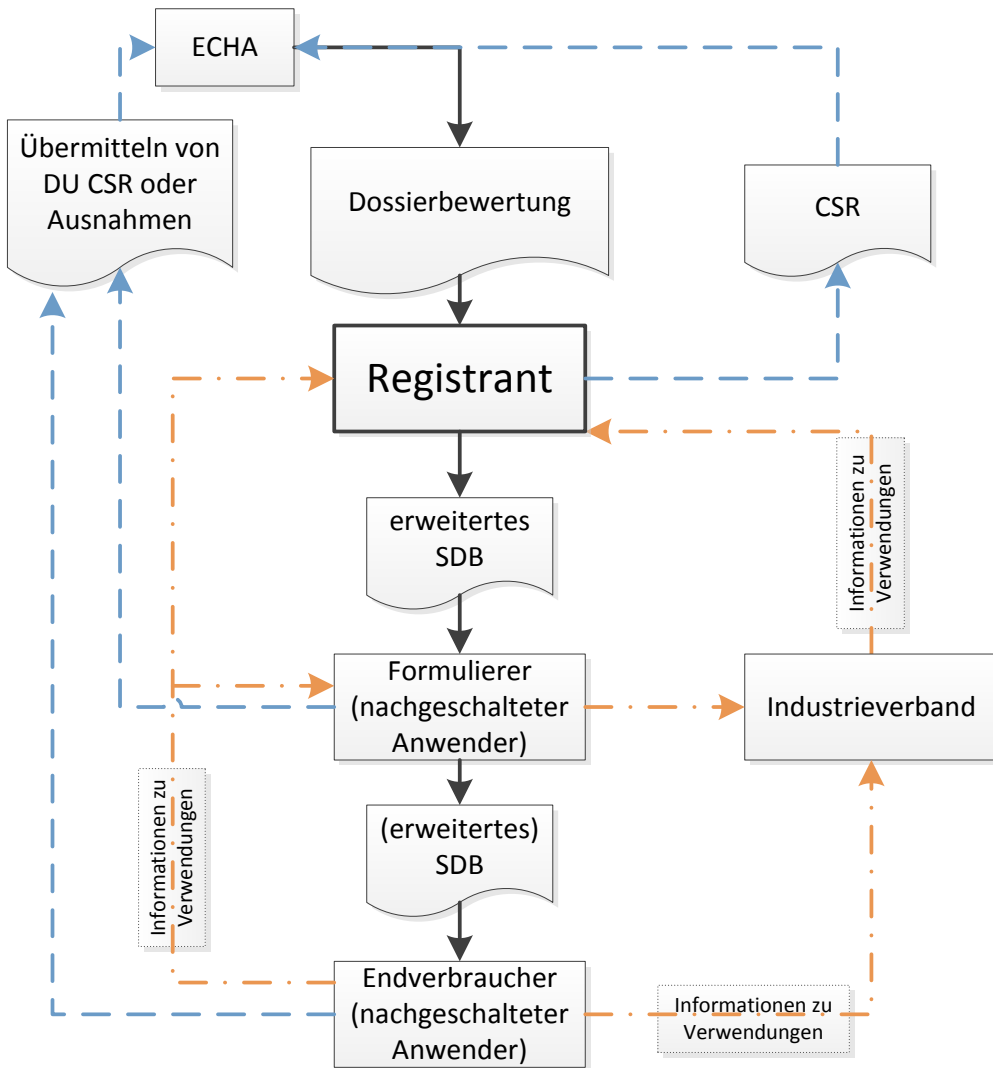 ECHA
Übermitteln von
DU CSR oder
Ausnahmen
Dossierbewertung
CSR
Registrant
Informationen zu
Verwendungen
erweitertes
SDB
Formulierer
(nachgeschalteter
Anwender)
Industrieverband
Informationen zu
Verwendungen
(erweitertes)
SDB
Endverbraucher
(nachgeschalteter
Anwender)
Informationen zu
Verwendungen